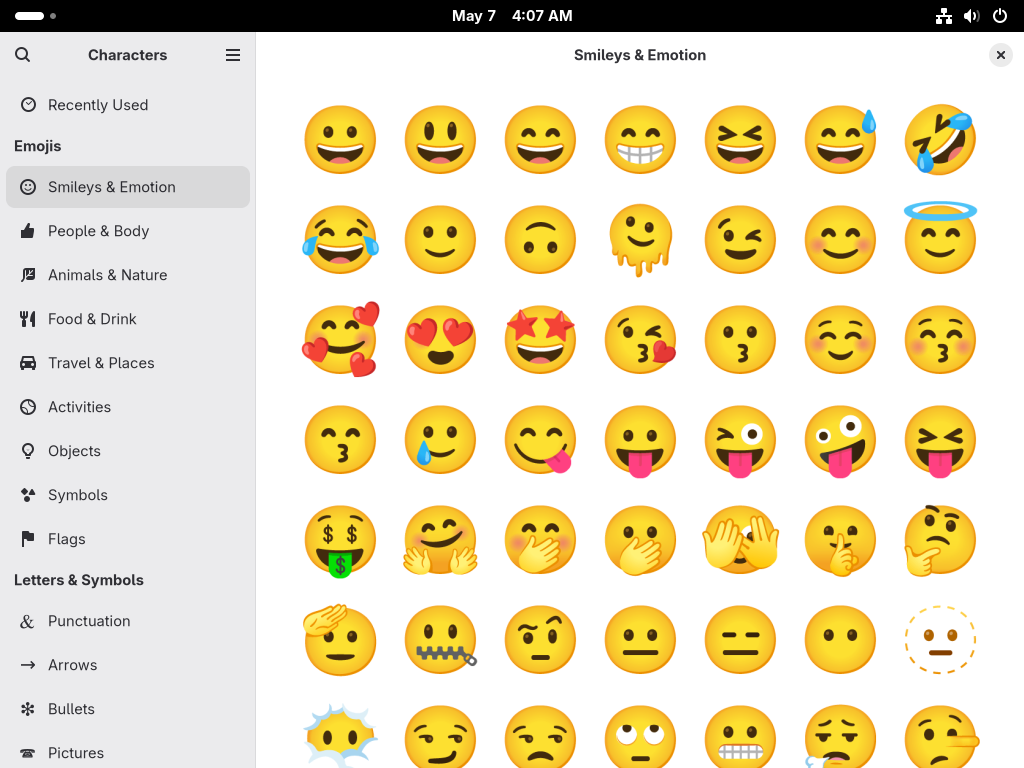 May 7 4:07 AM
Characters
Smileys & Emotion
Recently Used
Emojis
Smileys & Emotion
People & Body
Animals & Nature
Food & Drink
Travel & Places
Activities
Objects
Symbols
Flags
Letters & Symbols
& Punctuation
→ Arrows
Bullets
Pictures